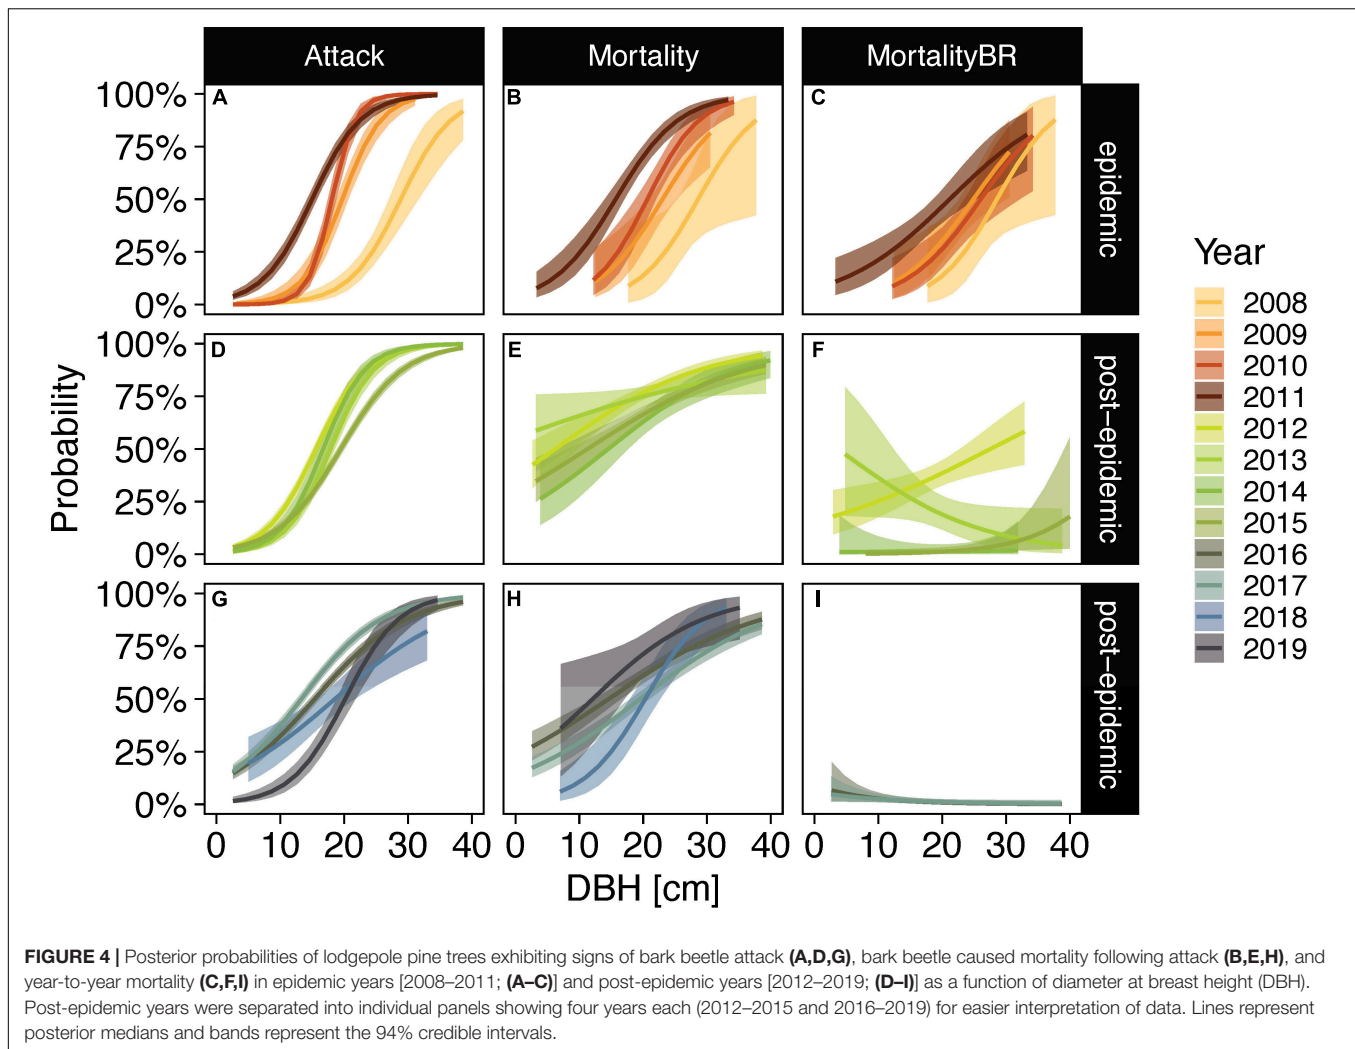 Attack Mortality MortalityBR
A B C
100%
75%
50%
25%
0%
epidemic
D E F
100%
75%
50%
25%
0%
post-epidemic
G H I
100%
75%
50%
25%
0%
post-epidemic
0 10 20 30 40 0 10 20 30 40 0 10 20 30 40
DBH [cm]
Probability
Year
2008
2009
2010
2011
2012
2013
2014
2015
2016
2017
2018
2019
FIGURE 4 | Posterior probabilities of lodgepole pine trees exhibiting signs of bark beetle attack (A,D,G), bark beetle caused mortality following attack (B,E,H), and
year-to-year mortality (C,F,I) in epidemic years [2008–2011; (A–C)] and post-epidemic years [2012–2019; (D–I)] as a function of diameter at breast height (DBH).
Post-epidemic years were separated into individual panels showing four years each (2012–2015 and 2016–2019) for easier interpretation of data. Lines represent
posterior medians and bands represent the 94% credible intervals.